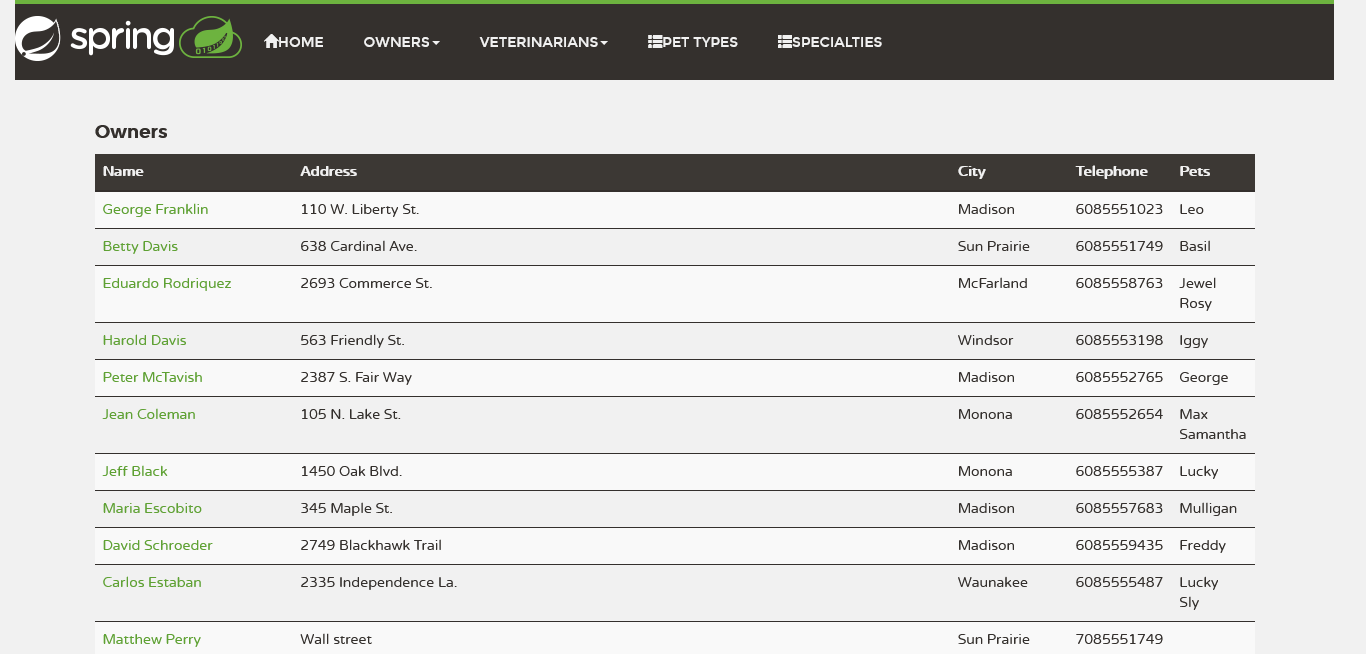 spring HOME OWNERS VETERINARIANS PET TYPES SPECIALTIES
Owners
Name Address City Telephone Pets
George Franklin 110 W. Liberty St. Madison 6085551023 Leo
Betty Davis 638 Cardinal Ave. Sun Prairie 6085551749 Basil
Eduardo Rodriquez 2693 Commerce St. McFarland 6085558763 Jewel
Rosy
Harold Davis 563 Friendly St. Windsor 6085553198 Iggy
Peter McTavish 2387 S. Fair Way Madison 6085552765 George
Jean Coleman 105 N. Lake St. Monona 6085552654 Max
Samantha
Jeff Black 1450 Oak Blvd. Monona 6085555387 Lucky
Maria Escobito 345 Maple St. Madison 6085557683 Mulligan
David Schroeder 2749 Blackhawk Trail Madison 6085559435 Freddy
Carlos Estaban 2335 Independence La. Waunakee 6085555487 Lucky
Sly
Matthew Perry Wall street Sun Prairie 7085551749